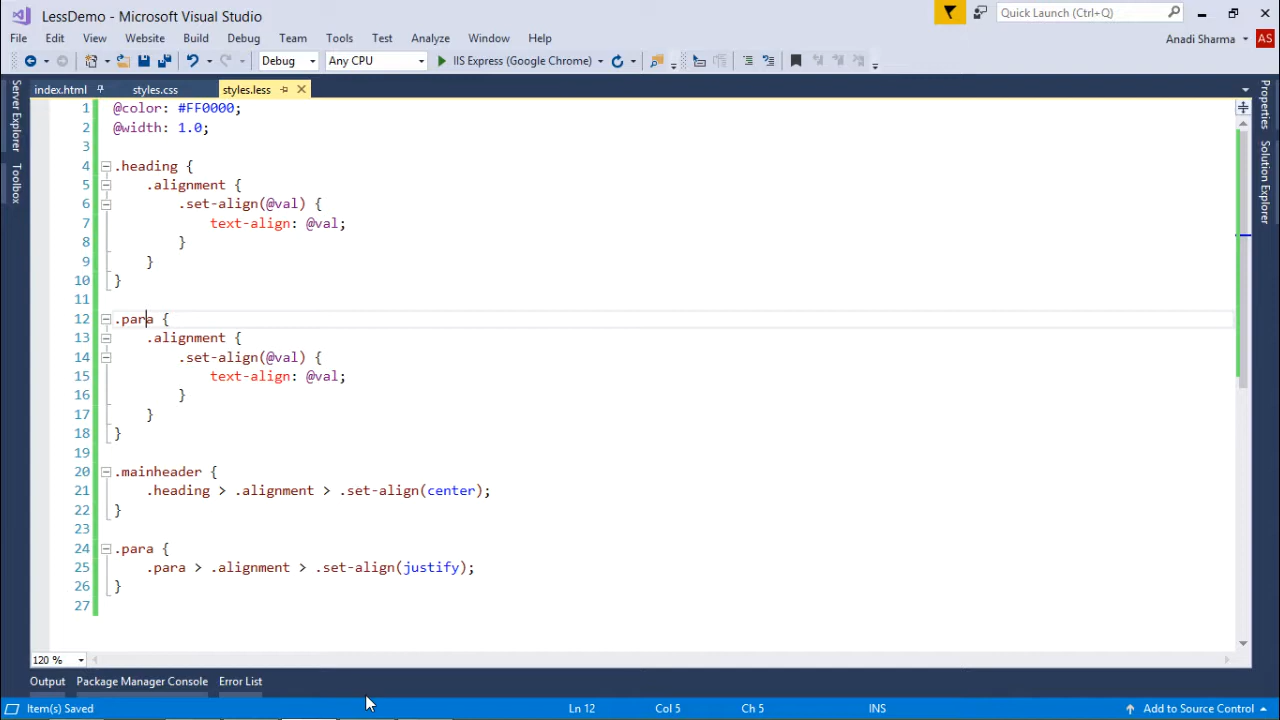 LessDemo - Microsoft Visual Studio
Quick Launch (Ctrl+Q)
File Edit View Website Build Debug Team Tools Test Analyze Window Help
Anadi Sharma AS
Debug Any CPU IIS Express (Google Chrome)
index.html styles.css styles.less
Server Explorer
Toolbox
Properties
Solution Explorer
1 @color: #FF0000;
2 @width: 1.0;
3
4 .heading {
5 .alignment {
6 .set-align(@val) {
7 text-align: @val;
8 }
9 }
10 }
11
12 .para {
13 .alignment {
14 .set-align(@val) {
15 text-align: @val;
16 }
17 }
18 }
19
20 .mainheader {
21 .heading > .alignment > .set-align(center);
22 }
23
24 .para {
25 .para > .alignment > .set-align(justify);
26 }
27
120 %
Output Package Manager Console Error List
Item(s) Saved Ln 12 Col 5 Ch 5 INS Add to Source Control